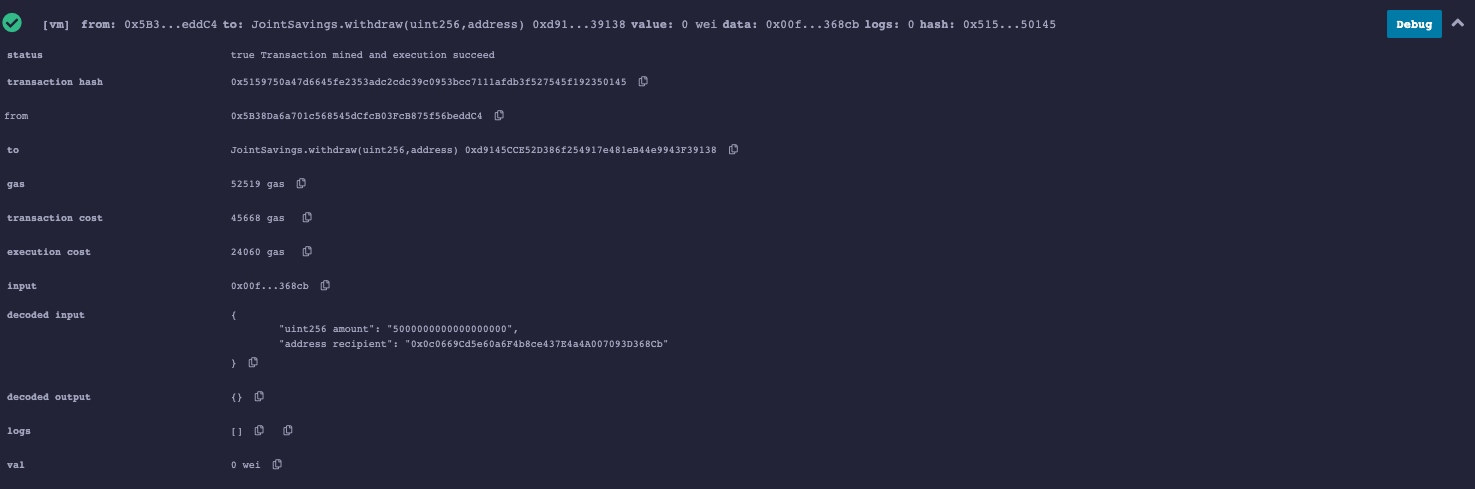 [vm] from: 0x5B3...eddC4 to: JointSavings.withdraw(uint256,address) 0xd91...39138 value: 0 wei data: 0x00f...368cb logs: 0 hash: 0x515...50145 Debug
status true Transaction mined and execution succeed
transaction hash 0x5159750a47d6645fe2353adc2cdc39c0953bcc7111afdb3f527545f192350145
from 0x5B38Da6a701c568545dCfcB03FcB875f56beddC4
to JointSavings.withdraw(uint256,address) 0xd9145CCE52D386f254917e481eB44e9943F39138
gas 52519 gas
transaction cost 45668 gas
execution cost 24060 gas
input 0x00f...368cb
decoded input {
"uint256 amount": "5000000000000000000",
"address recipient": "0x0c0669Cd5e60a6F4b8ce437E4a4A007093D368Cb"
}
decoded output {}
logs []
val 0 wei